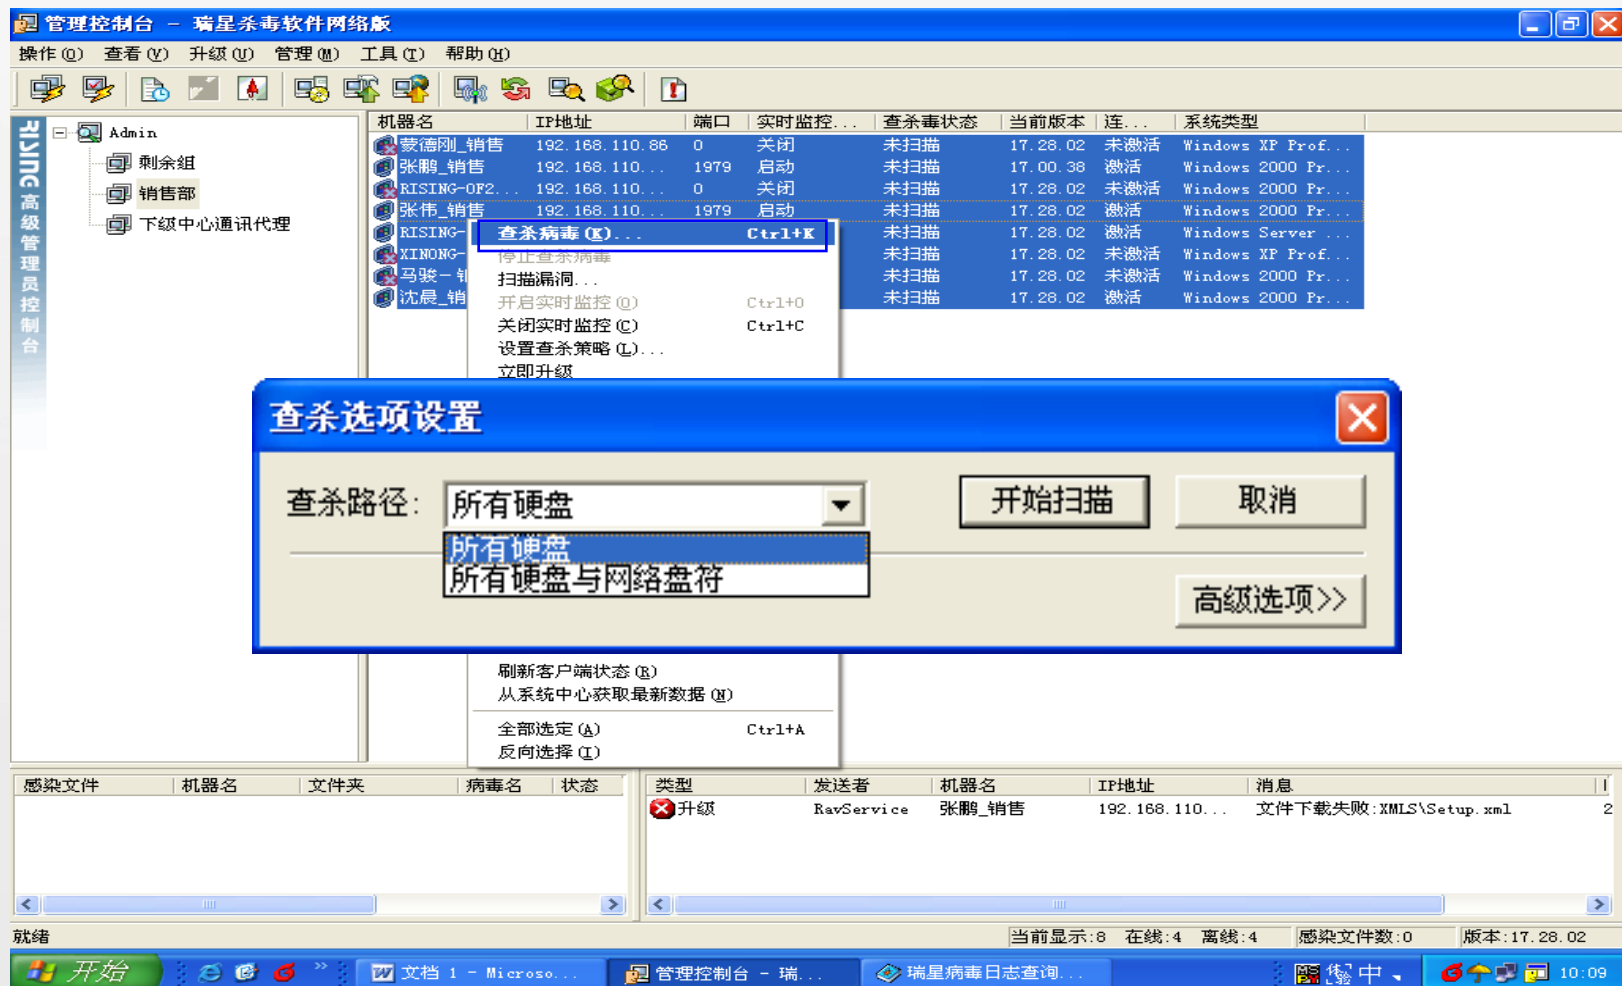 管理控制台 - 瑞星杀毒软件网络版
操作(O) 查看(V) 升级(U) 管理(M) 工具(T) 帮助(H)
RISING 高级管理员控制台
Admin
剩余组
销售部
下级中心通讯代理
机器名 IP地址 端口 实时监控... 查杀毒状态 当前版本 连... 系统类型
蒙德刚_销售 192.168.110.86 0 关闭 未扫描 17.28.02 未激活 Windows XP Prof...
张鹏_销售 192.168.110... 1979 启动 未扫描 17.00.38 激活 Windows 2000 Pr...
RISING-OF2... 192.168.110... 0 关闭 未扫描 17.28.02 未激活 Windows 2000 Pr...
张伟_销售 192.168.110... 1979 启动 未扫描 17.28.02 激活 Windows 2000 Pr...
RISING- 未扫描 17.28.02 激活 Windows Server ...
XINONG- 未扫描 17.28.02 未激活 Windows XP Prof...
马骏-销 未扫描 17.28.02 未激活 Windows 2000 Pr...
沈晨_销 未扫描 17.28.02 激活 Windows 2000 Pr...
查杀病毒(K)... Ctrl+K
停止查杀病毒
扫描漏洞...
开启实时监控(O) Ctrl+O
关闭实时监控(C) Ctrl+C
设置查杀策略(L)...
立即升级
查杀选项设置
查杀路径: 所有硬盘 开始扫描 取消
所有硬盘
所有硬盘与网络盘符
高级选项>>
刷新客户端状态(R)
从系统中心获取最新数据(N)
全部选定(A) Ctrl+A
反向选择(I)
感染文件 机器名 文件夹 病毒名 状态
类型 发送者 机器名 IP地址 消息
升级 RavService 张鹏_销售 192.168.110... 文件下载失败:XMLS\Setup.xml 2
就绪 当前显示:8 在线:4 离线:4 感染文件数:0 版本:17.28.02
开始 文档 1 - Microso... 管理控制台 - 瑞... 瑞星病毒日志查询... 中 10:09